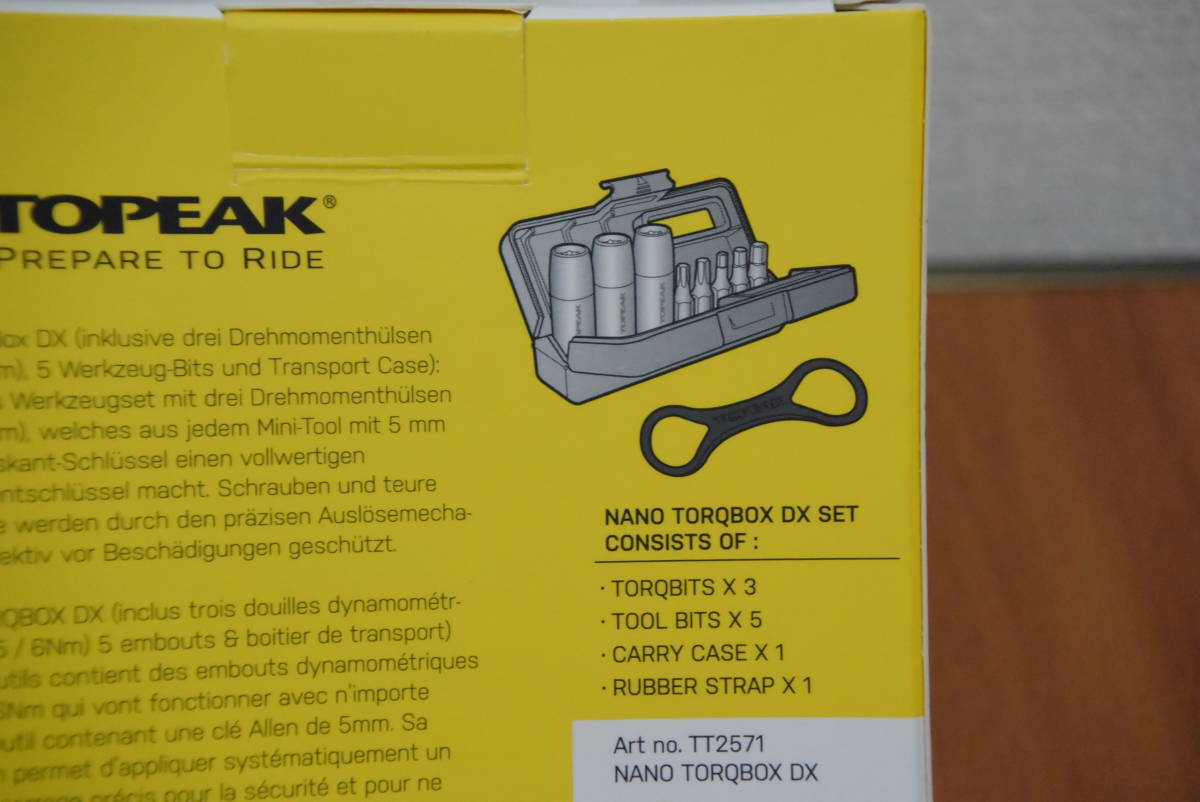 TOPEAK®
PREPARE TO RIDE
DX (inklusive drei Drehmomenthülsen
5 Werkzeug-Bits und Transport Case):
Werkzeugset mit drei Drehmomenthülsen
welches aus jedem Mini-Tool mit 5 mm
skant-Schlüssel einen vollwertigen
ntschlüssel macht. Schrauben und teure
werden durch den präzisen Auslösemecha-
ektiv vor Beschädigungen geschützt.
QBOX DX (inclus trois douilles dynamométr-
5 / 6Nm) 5 embouts & boitier de transport)
utils contient des embouts dynamométriques
6Nm qui vont fonctionner avec n'importe
util contenant une clé Allen de 5mm. Sa
permet d'appliquer systématiquement un
précis pour la sécurité et pour ne
TOPEAK
TOPEAK
TOPEAK
NANO TORQBOX DX SET
CONSISTS OF :
· TORQBITS X 3
· TOOL BITS X 5
· CARRY CASE X 1
· RUBBER STRAP X 1
Art no. TT2571
NANO TORQBOX DX